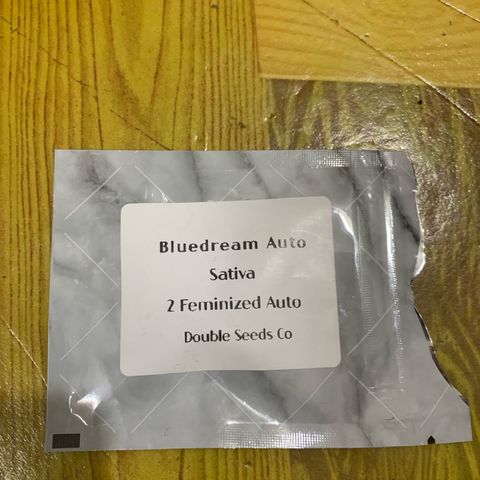 Bluedream Auto
Sativa
2 Feminized Auto
Double Seeds Co